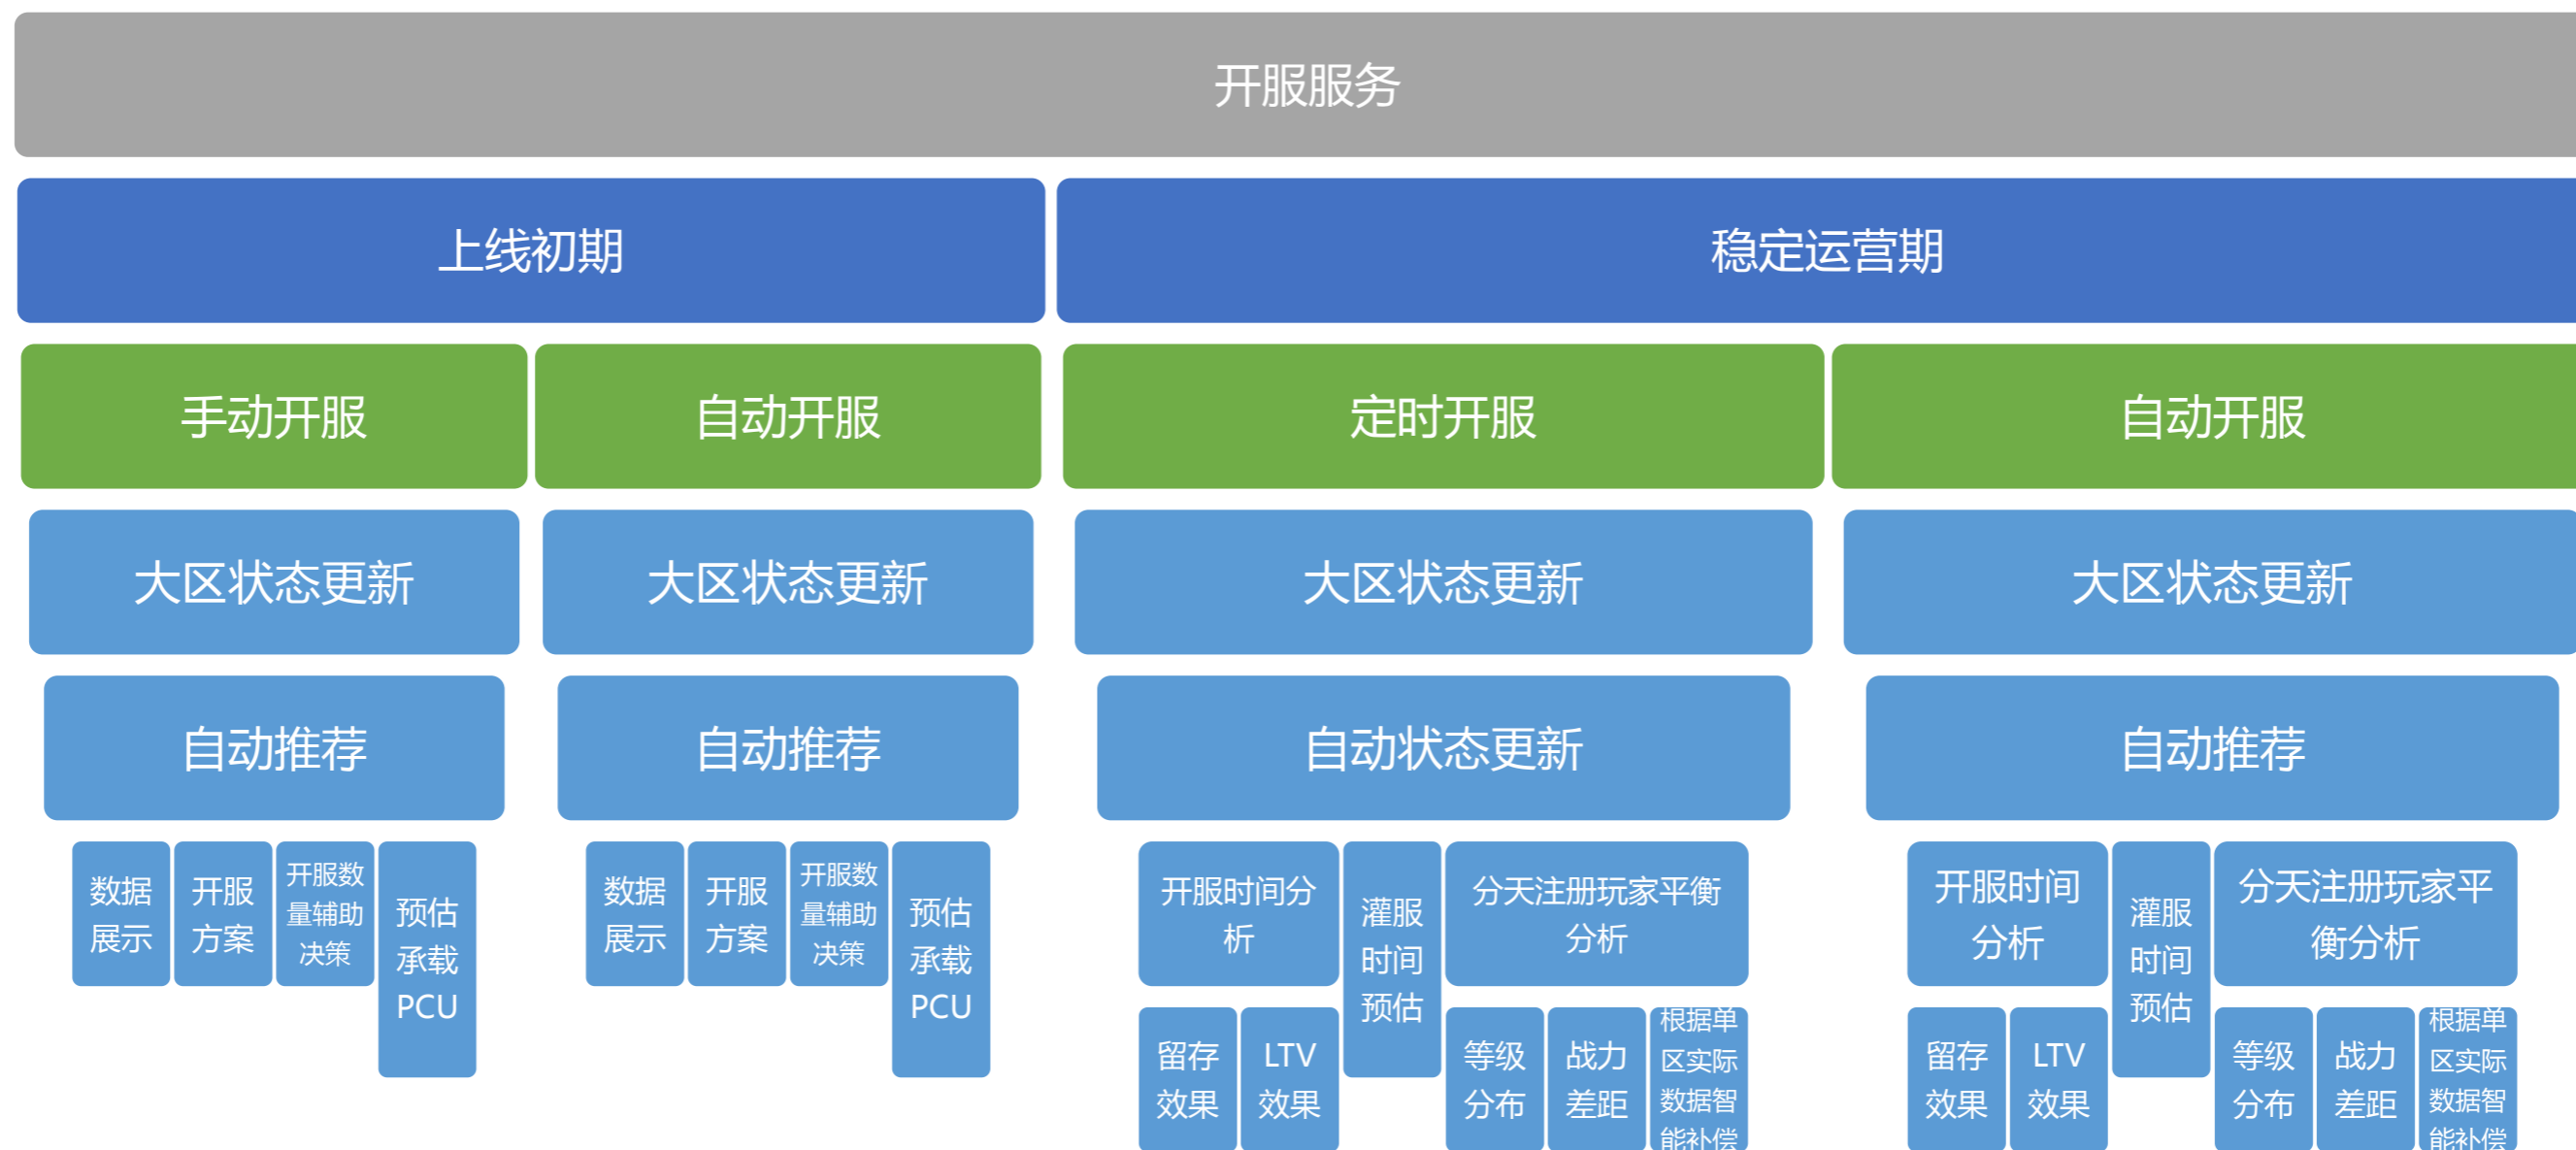 开服服务
上线初期
稳定运营期
手动开服
自动开服
定时开服
自动开服
大区状态更新
大区状态更新
大区状态更新
大区状态更新
自动推荐
自动推荐
自动状态更新
自动推荐
数据
展示
开服
方案
开服数
量辅助
决策
预估
承载
PCU
数据
展示
开服
方案
开服数
量辅助
决策
预估
承载
PCU
开服时间分
析
灌服
时间
预估
分天注册玩家平衡
分析
开服时间
分析
灌服
时间
预估
分天注册玩家平
衡分析
留存
效果
LTV
效果
等级
分布
战力
差距
根据单
区实际
数据智
能补偿
留存
效果
LTV
效果
等级
分布
战力
差距
根据单
区实际
数据智
能补偿